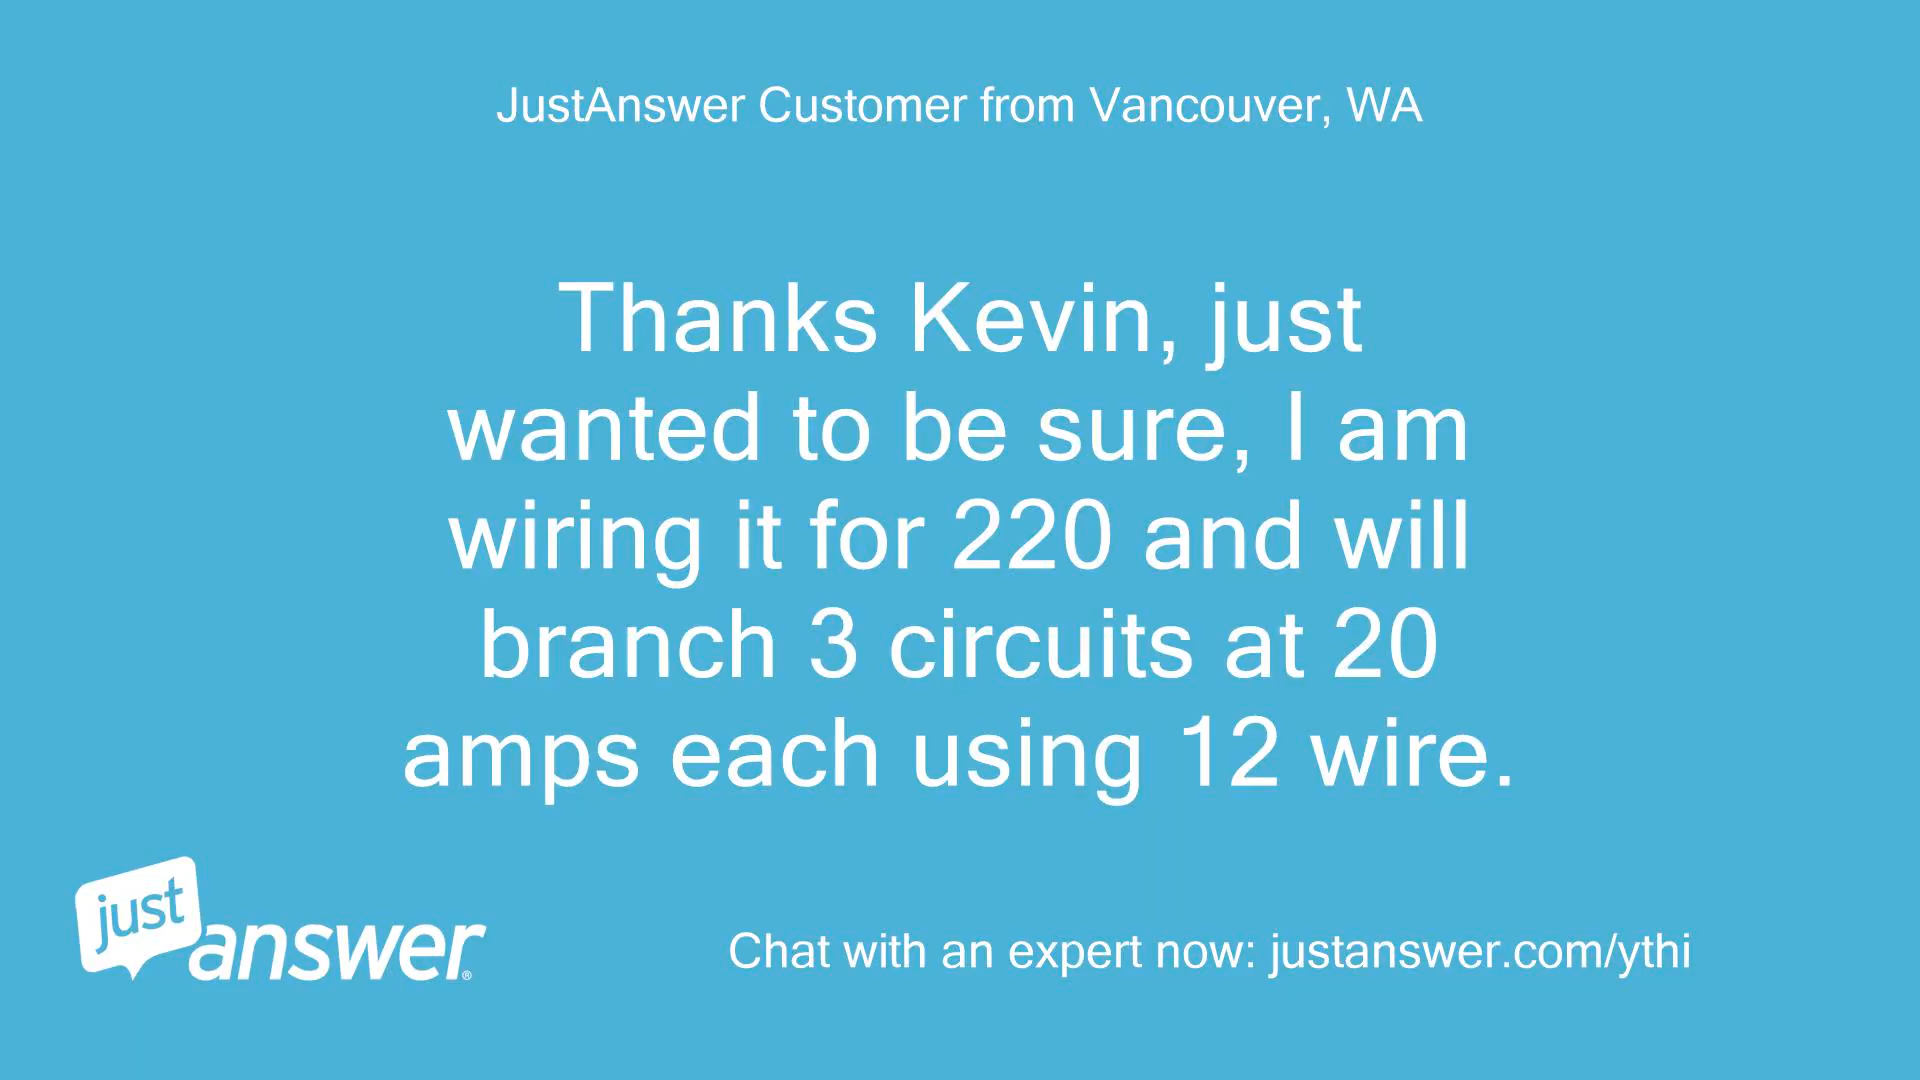 JustAnswer Customer from Vancouver, WA
Thanks Kevin, just
wanted to be sure, I am
wiring it for 220 and will
branch 3 circuits at 20
amps each using 12 wire.
just
answer®
Chat with an expert now: justanswer.com/ythi